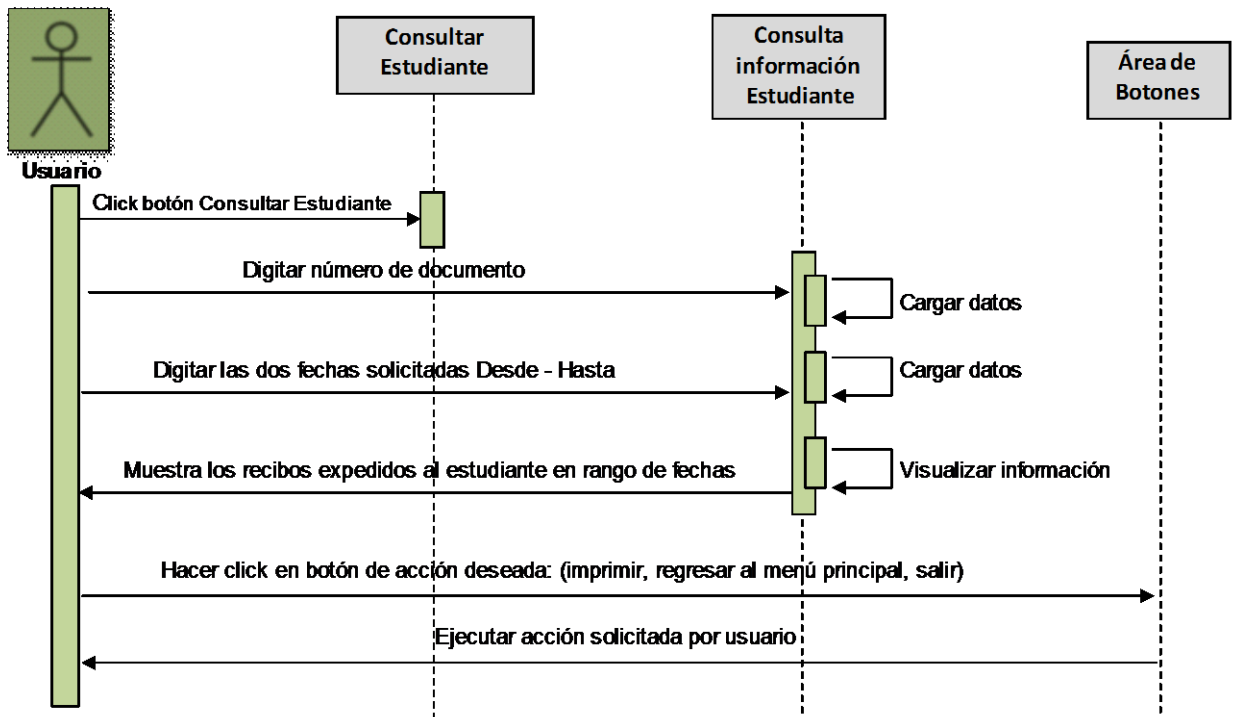 Consultar
Estudiante
Consulta
información
Estudiante
Área de
Botones
Usuario
Click botón Consultar Estudiante
Digitar número de documento
Cargar datos
Digitar las dos fechas solicitadas Desde - Hasta
Cargar datos
Muestra los recibos expedidos al estudiante en rango de fechas
Visualizar información
Hacer click en botón de acción deseada: (imprimir, regresar al menú principal, salir)
Ejecutar acción solicitada por usuario